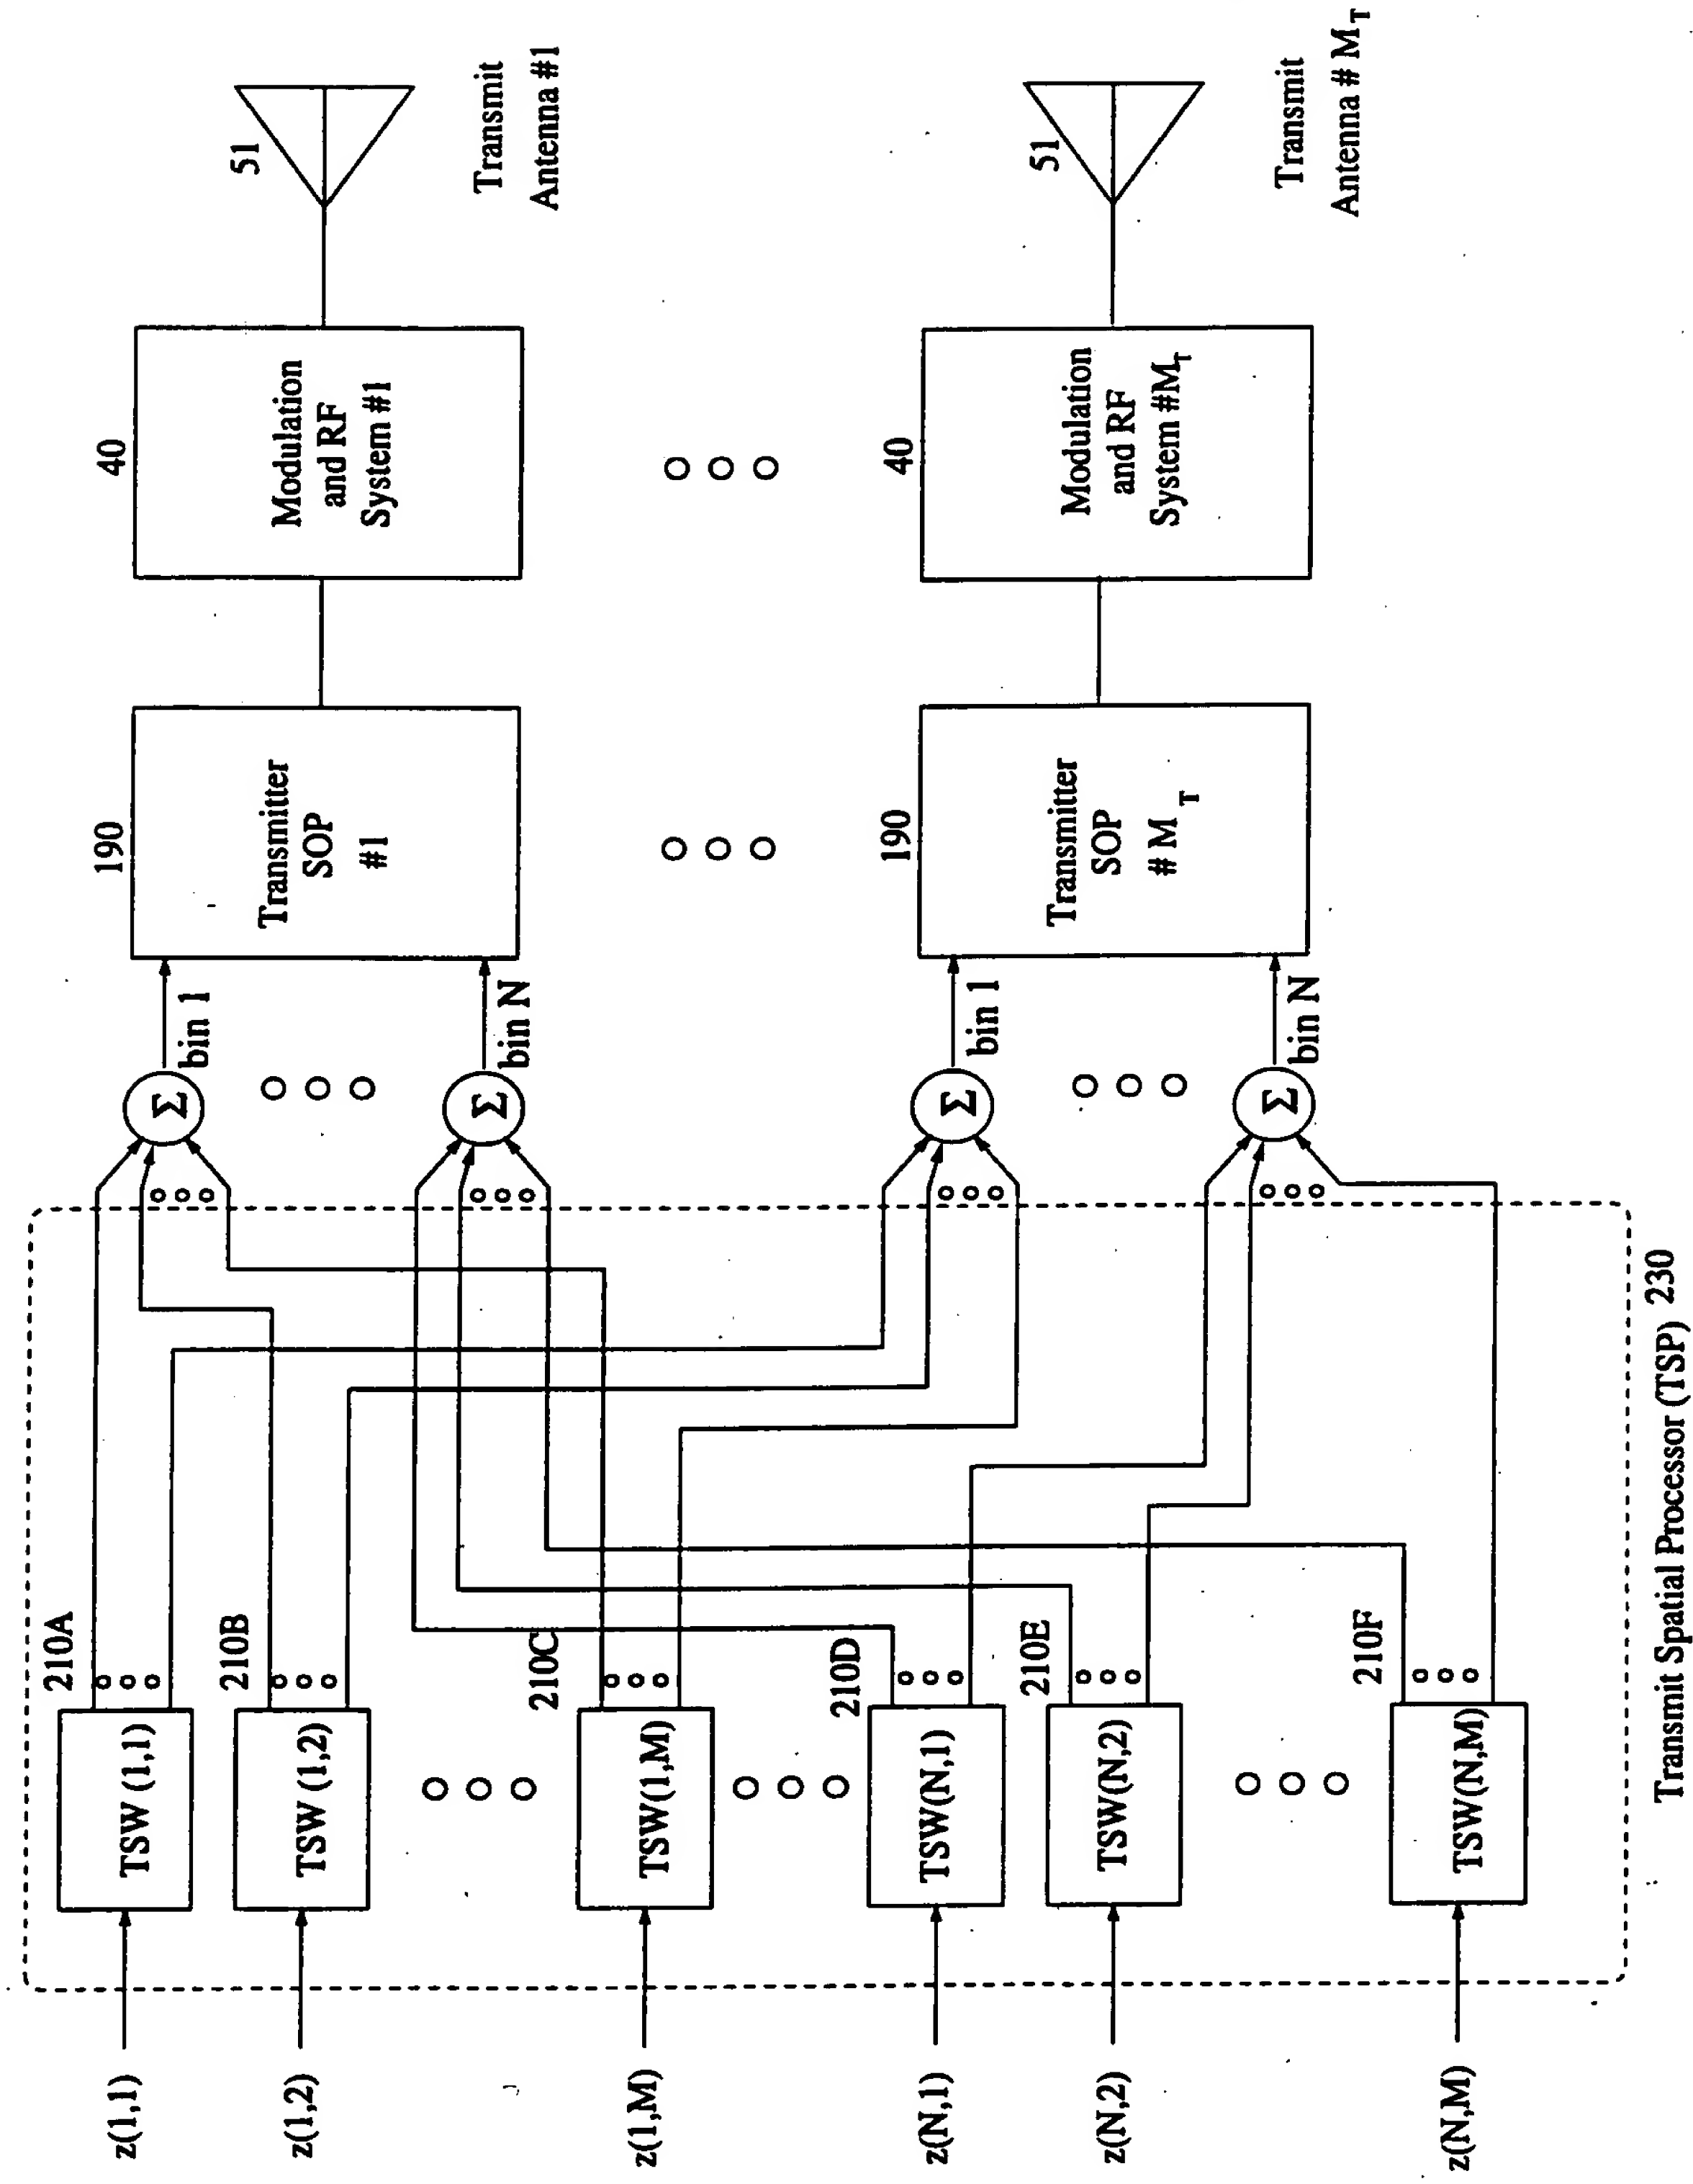 z(1,1)
z(1,2)
z(1,M)
z(N,1)
z(N,2)
z(N,M)
210A
TSW (1,1)
210B
TSW (1,2)
210C
TSW(1,M)
210D
TSW(N,1)
210E
TSW(N,2)
210F
TSW(N,M)
Transmit Spatial Processor (TSP) 230
Σ
bin 1
Σ
bin N
Σ
bin 1
Σ
bin N
190
Transmitter
SOP
#1
190
Transmitter
SOP
# M T
40
Modulation
and RF
System #1
40
Modulation
and RF
System #MT
51
Transmit
Antenna #1
51
Transmit
Antenna # MT